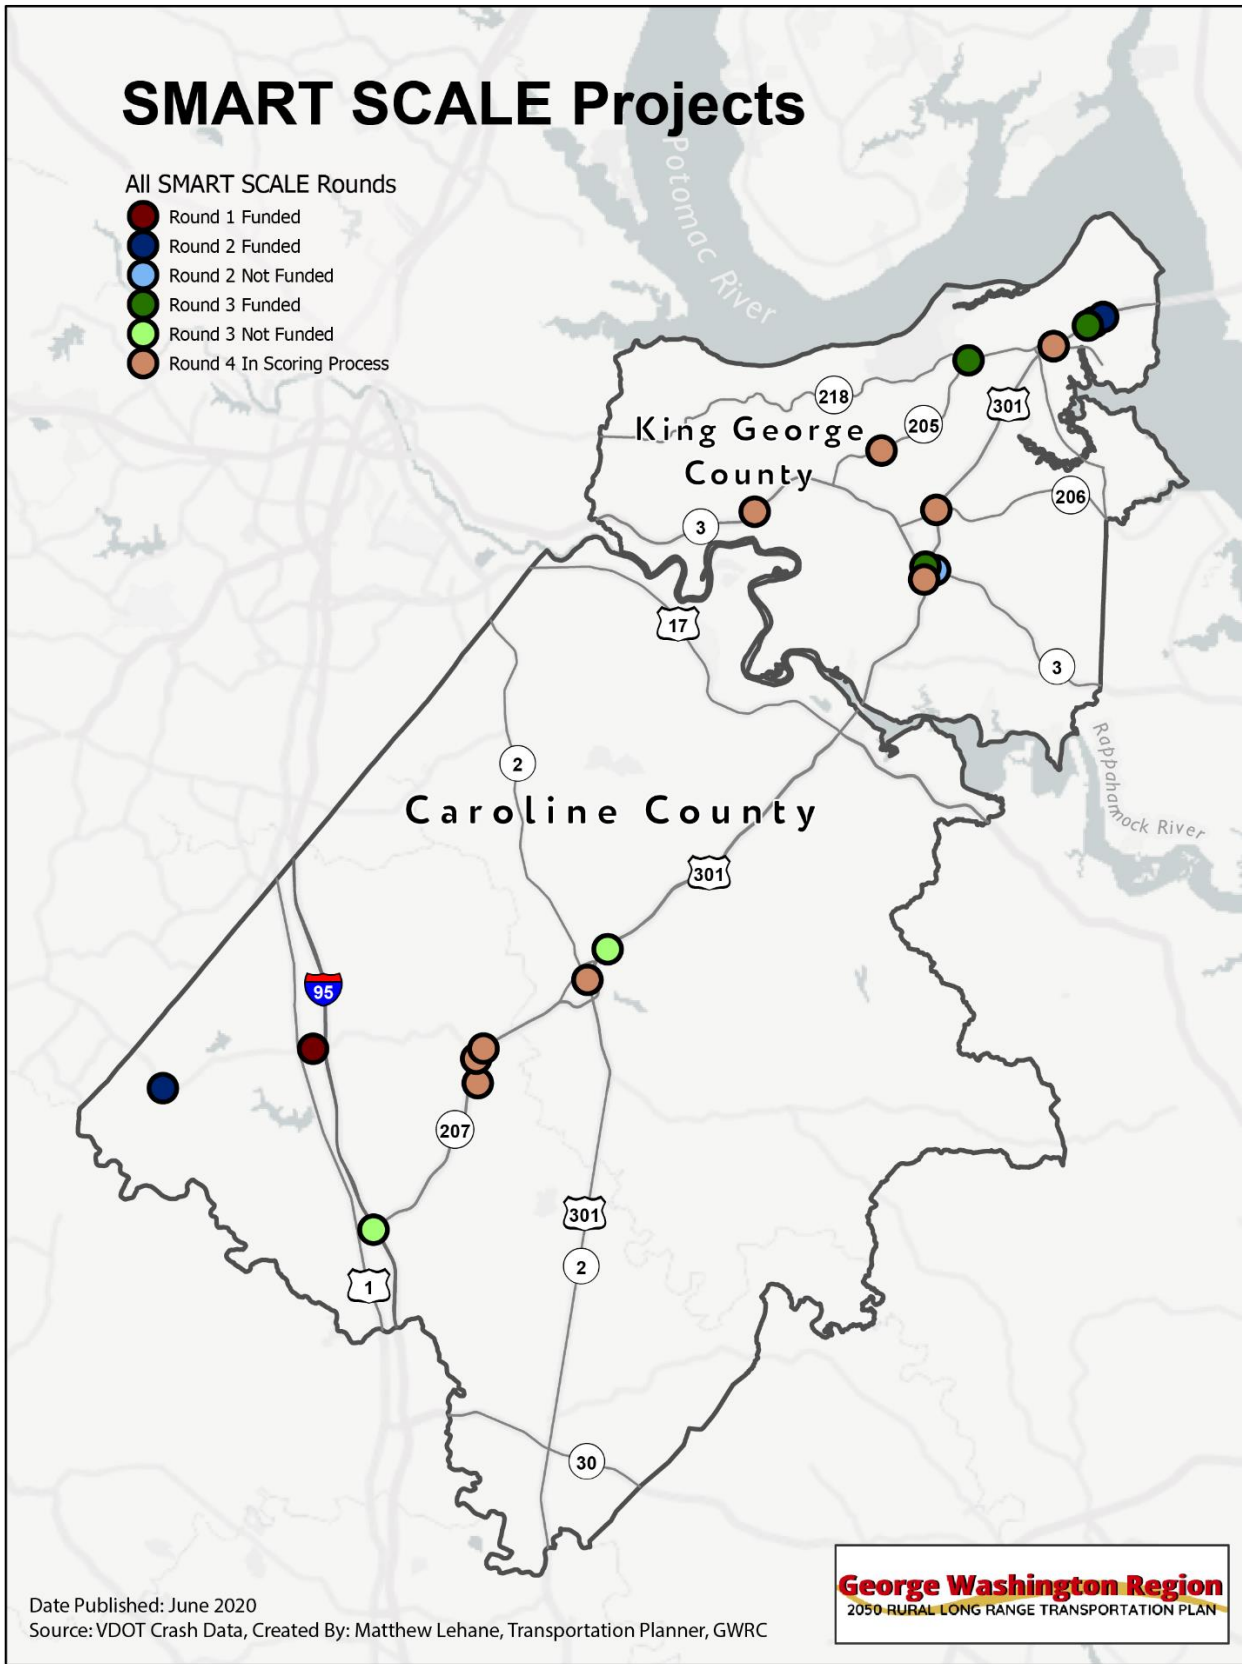 SMART SCALE Projects
All SMART SCALE Rounds
Round 1 Funded
Round 2 Funded
Round 2 Not Funded
Round 3 Funded
Round 3 Not Funded
Round 4 In Scoring Process
Potomac River
218
301
205
King George
County
206
3
17
3
2
Rappahannock River
Caroline County
301
95
207
301
2
1
30
Date Published: June 2020
Source: VDOT Crash Data, Created By: Matthew Lehane, Transportation Planner, GWRC
George Washington Region
2050 RURAL LONG RANGE TRANSPORTATION PLAN